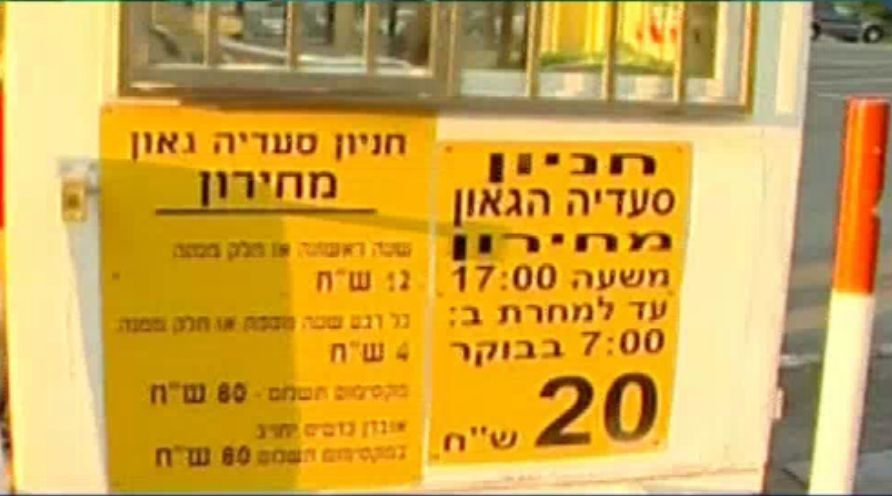 חניון סעדיה גאון
מחירון
שעה ראשונה או חלק ממנה
12 ש"ח
כל רבע שעה נוספת או חלק ממנה
4 ש"ח
מקסימום תשלום - 80 ש"ח
אובדן כרטיס יחויב
במקסימום תשלום 80 ש"ח
חניון
סעדיה הגאון
מחירון
משעה 17:00
עד למחרת ב:
7:00 בבוקר
20 ש"ח